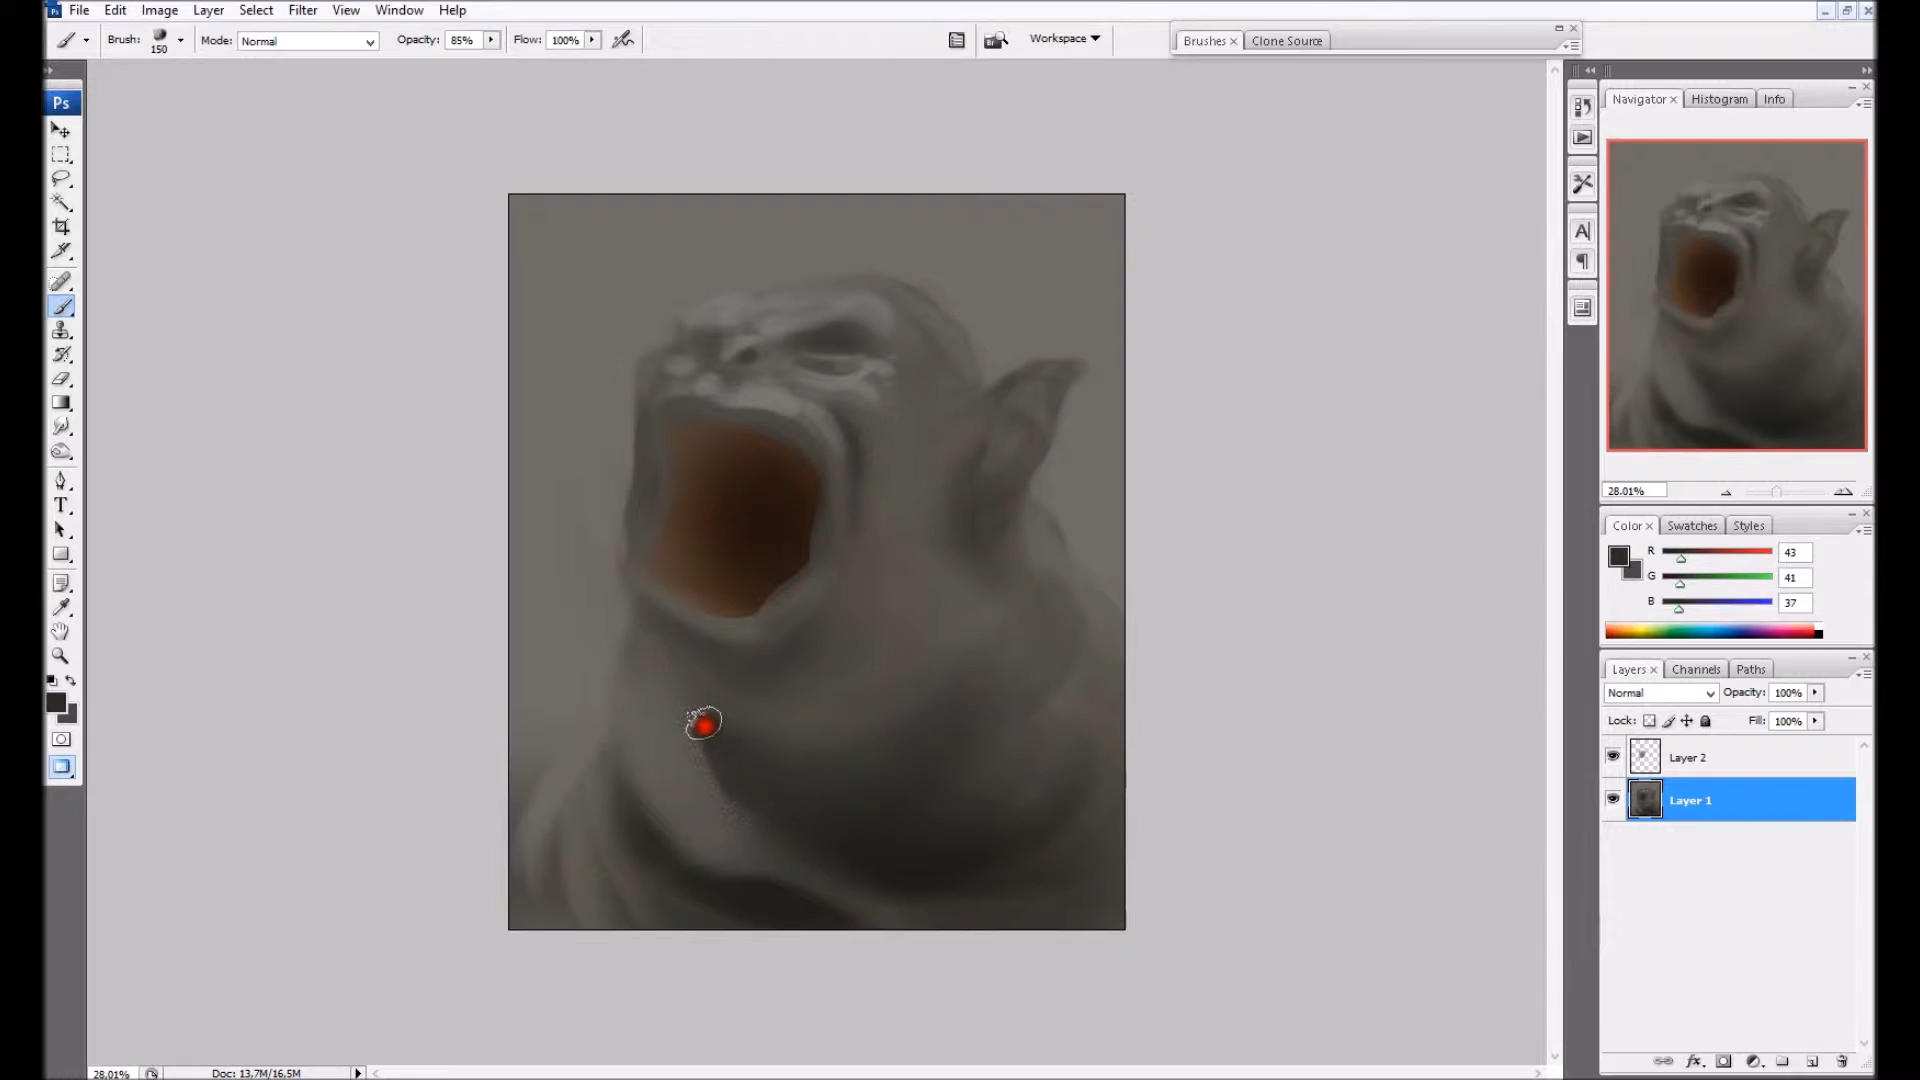 Ps File Edit Image Layer Select Filter View Window Help
Brush: 150 Mode: Normal Opacity: 85% Flow: 100% Workspace Brushes Clone Source
Ps
T
A
Navigator Histogram Info
28.01%
Color Swatches Styles
R 43
G 41
B 37
Layers Channels Paths
Normal Opacity: 100%
Lock: Fill: 100%
Layer 2
Layer 1
fx
28.01% Doc: 13,7M/16,5M